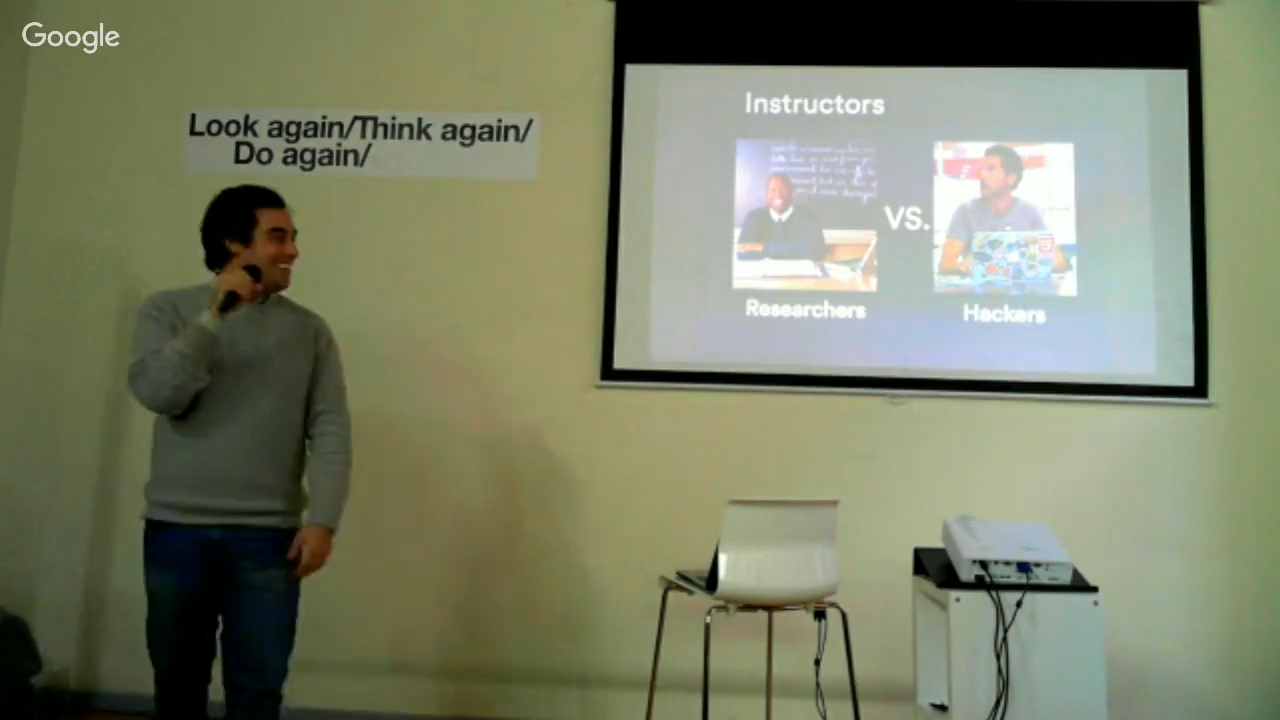 Google
Look again/Think again/
Do again/
Instructors
VS.
Researchers
Hackers